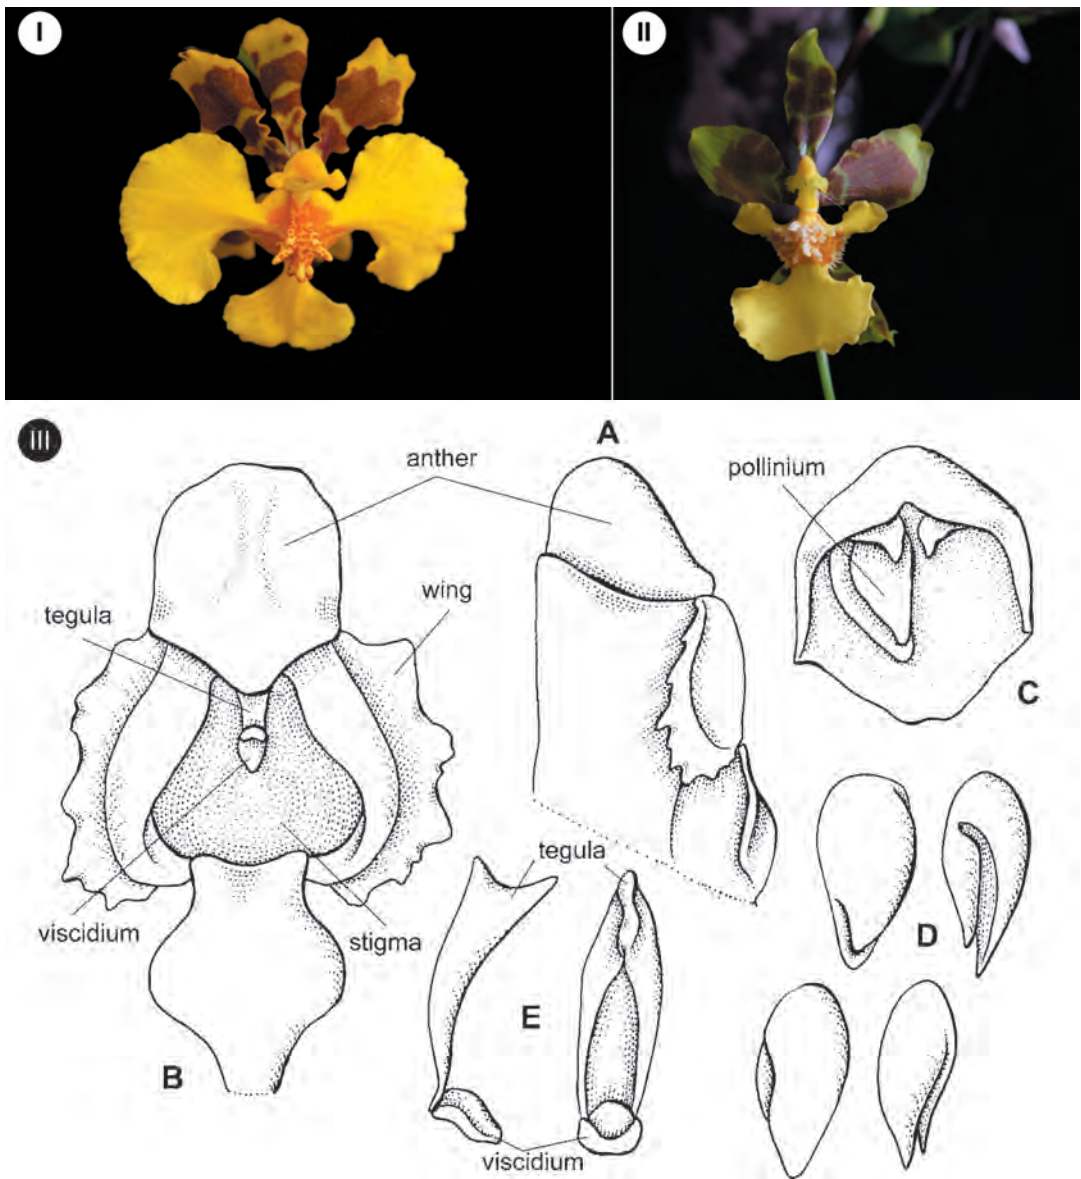 I
II
III
A
anther
pollinium
wing
tegula
C
tegula
viscidium
stigma
D
E
B
viscidium